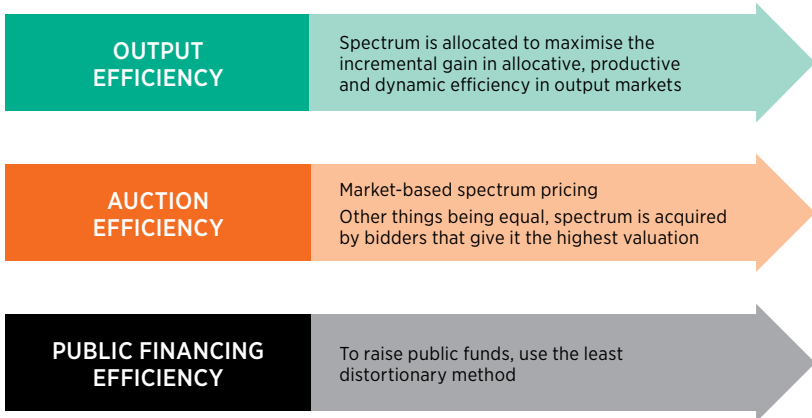 OUTPUT
EFFICIENCY
Spectrum is allocated to maximise the
incremental gain in allocative, productive
and dynamic efficiency in output markets
AUCTION
EFFICIENCY
Market-based spectrum pricing
Other things being equal, spectrum is acquired
by bidders that give it the highest valuation
PUBLIC FINANCING
EFFICIENCY
To raise public funds, use the least
distortionary method